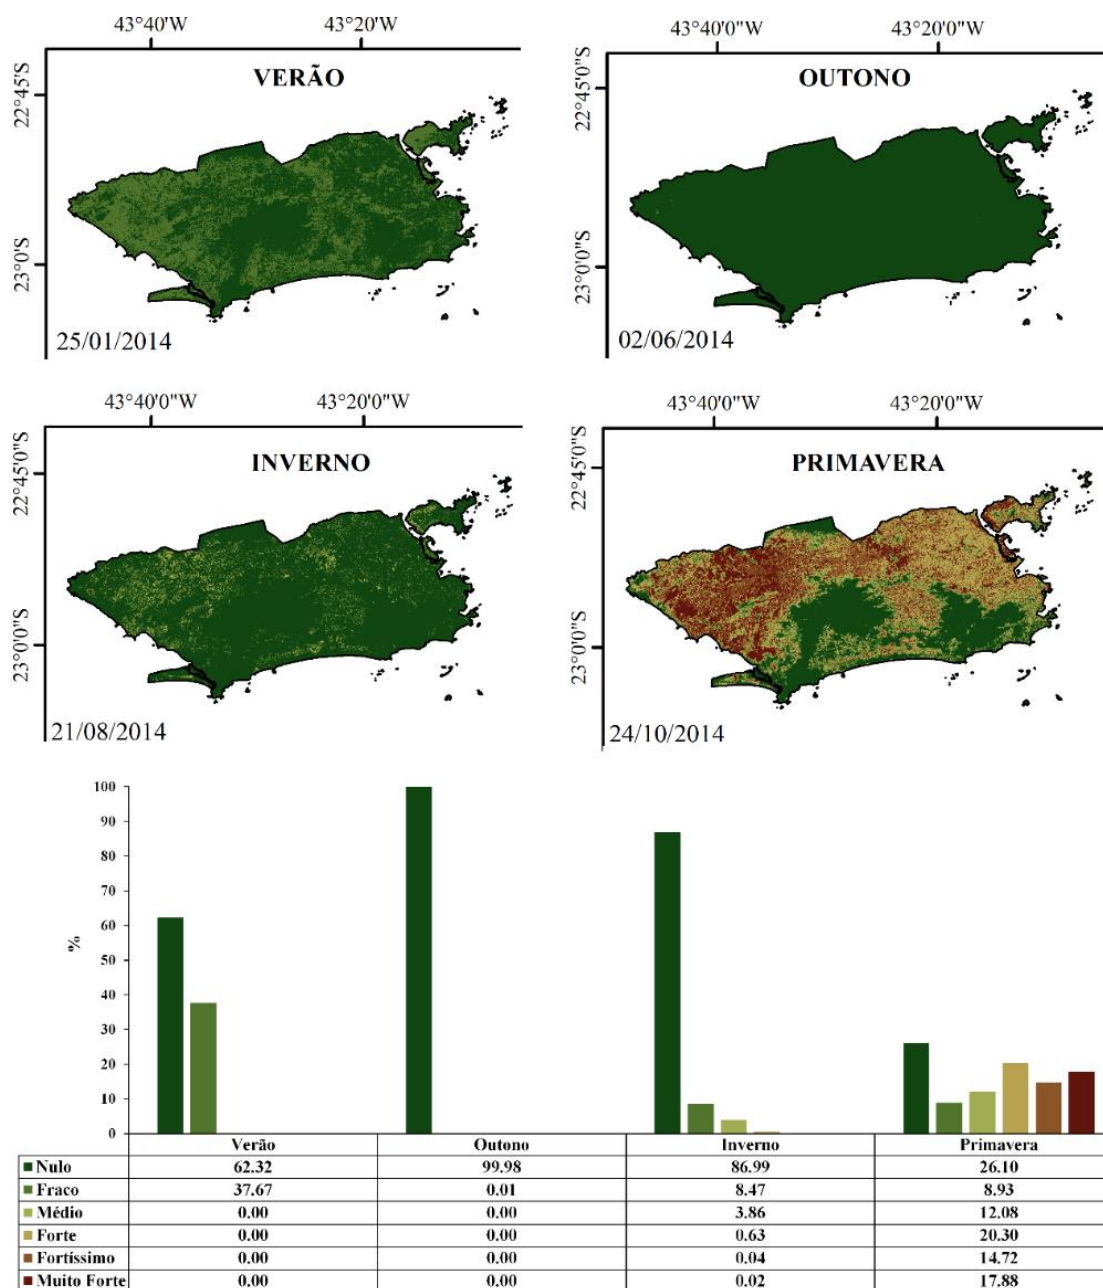 43°40'W 43°20'W
43°40'0"W 43°20'0"W
22°45'S
VERÃO
23°0'S
25/01/2014
22°45'0"S
OUTONO
23°0'0"S
02/06/2014
43°40'0"W 43°20'0"W
43°40'0"W 43°20'0"W
22°45'0"S
INVERNO
23°0'0"S
21/08/2014
22°45'0"S
PRIMAVERA
23°0'0"S
24/10/2014
100
90
80
70
60
50
40
30
20
10
0
%
Verão Outono Inverno Primavera
Nulo 62.32 99.98 86.99 26.10
Fraco 37.67 0.01 8.47 8.93
Médio 0.00 0.00 3.86 12.08
Forte 0.00 0.00 0.63 20.30
Fortíssimo 0.00 0.00 0.04 14.72
Muito Forte 0.00 0.00 0.02 17.88